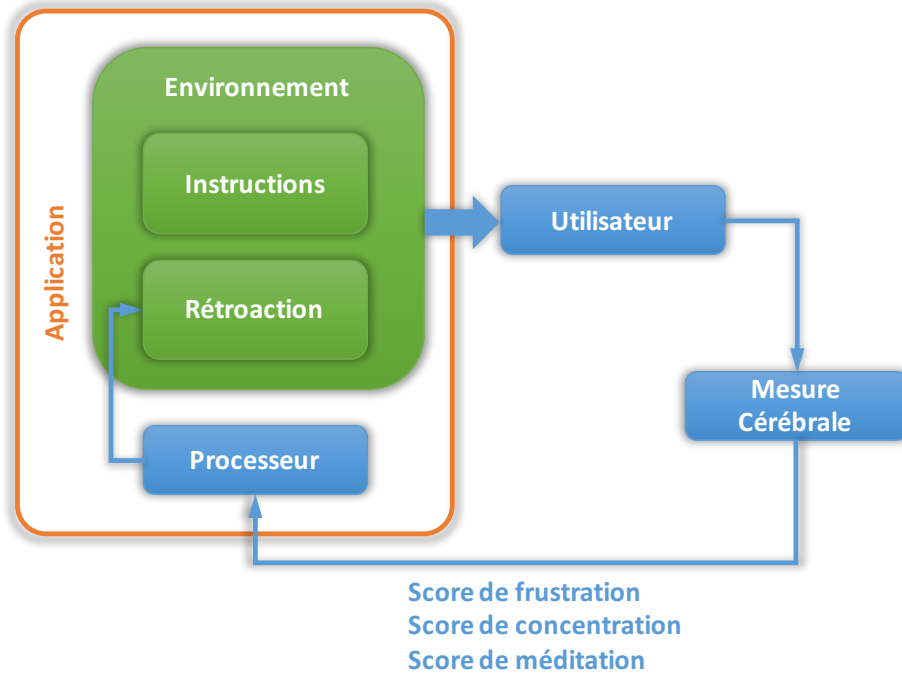 Application
Environnement
Instructions
Rétroaction
Processeur
Utilisateur
Mesure
Cérébrale
Score de frustration
Score de concentration
Score de méditation